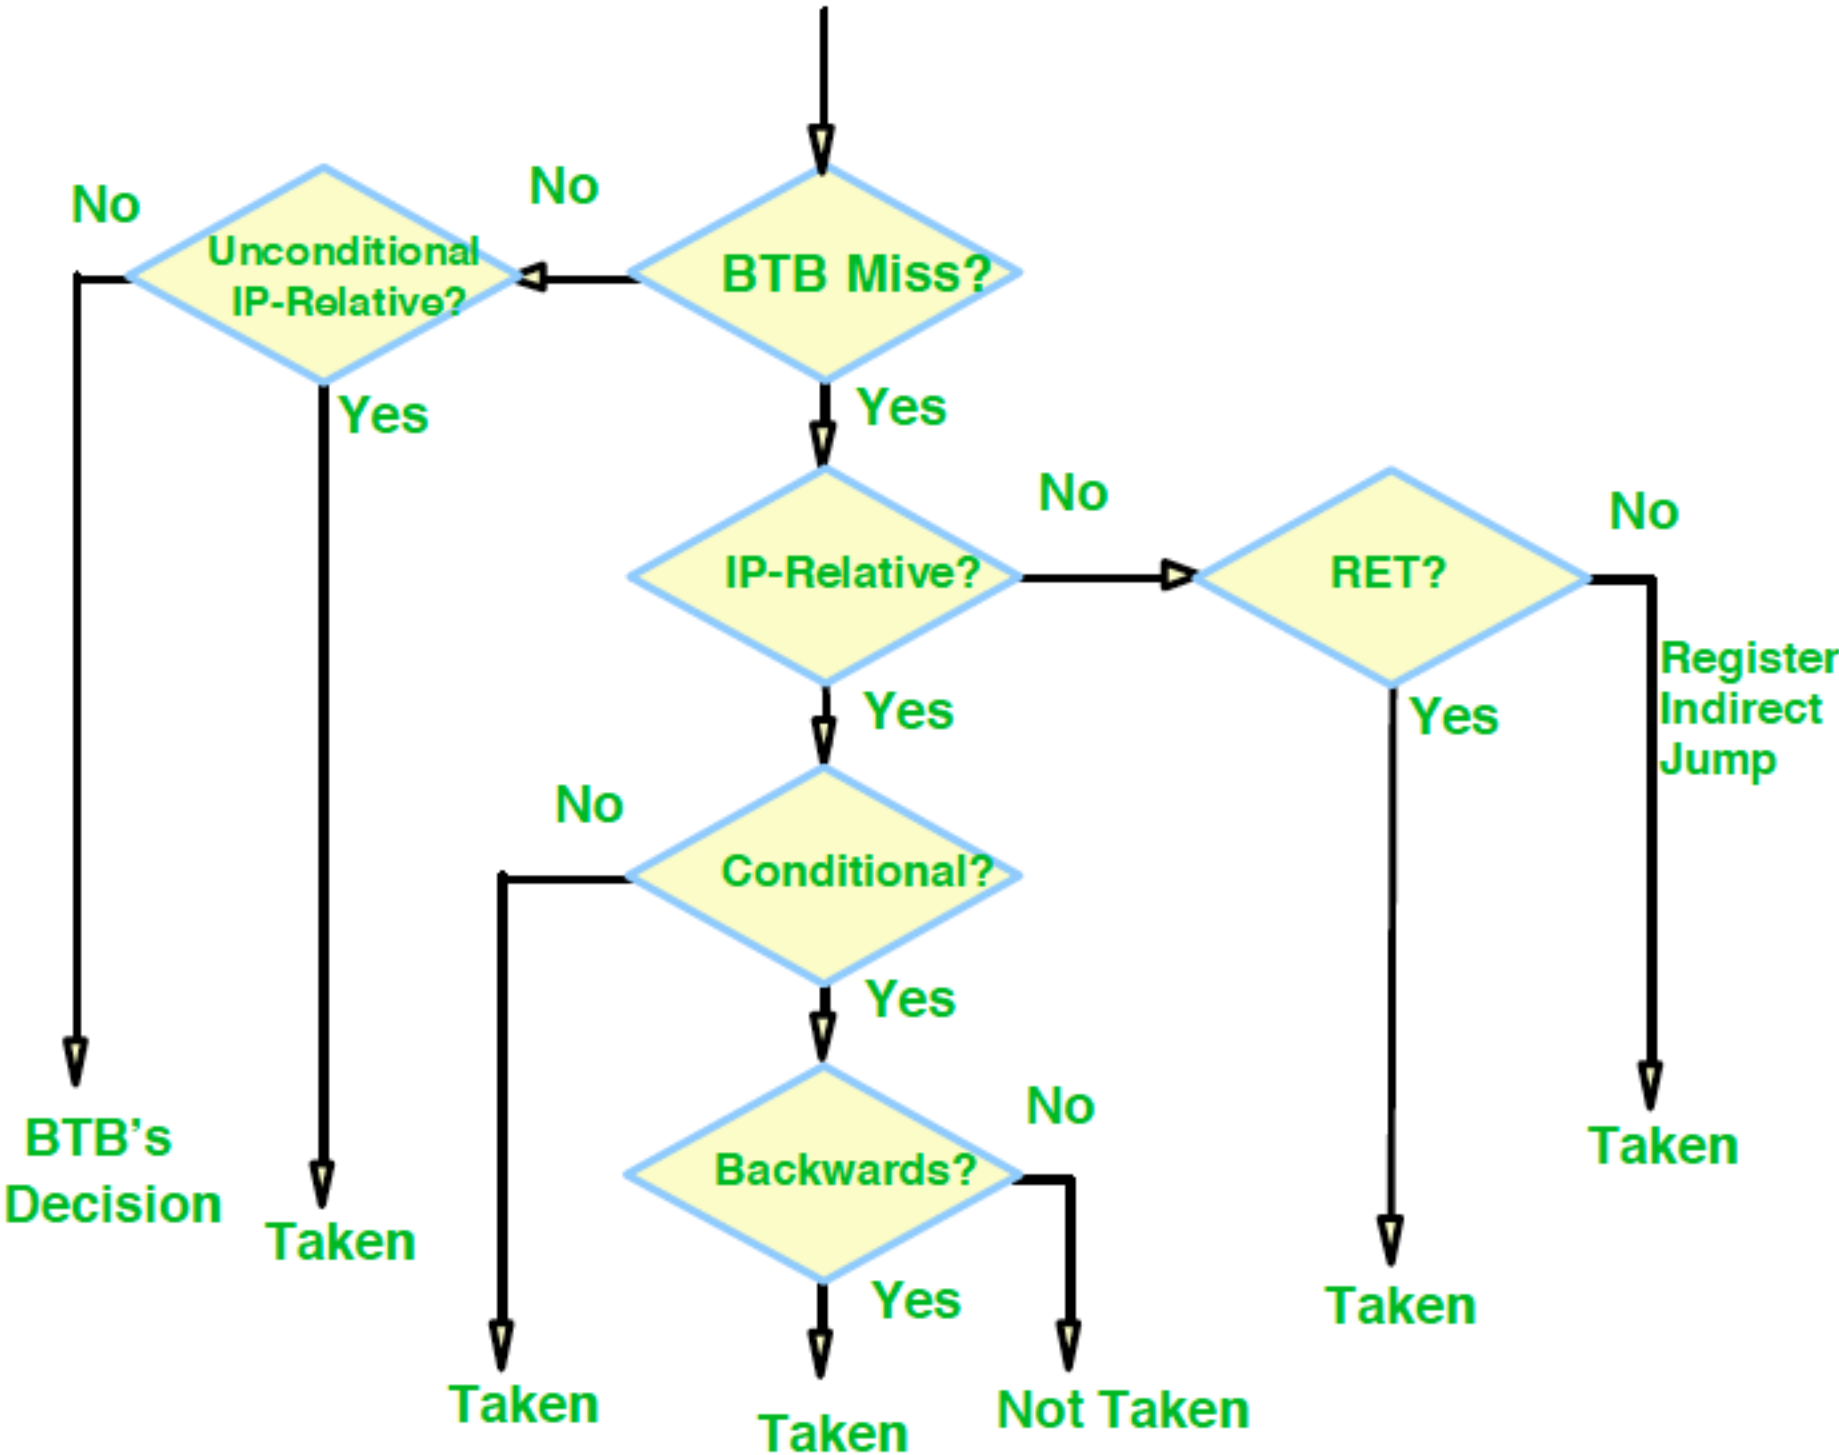 No
No
Unconditional
IP-Relative?
BTB Miss?
Yes
Yes
No
No
IP-Relative?
RET?
Register
Indirect
Jump
Yes
Yes
No
Conditional?
Yes
No
BTB’s
Decision
Backwards?
Taken
Taken
Yes
Taken
Taken
Not Taken
Taken